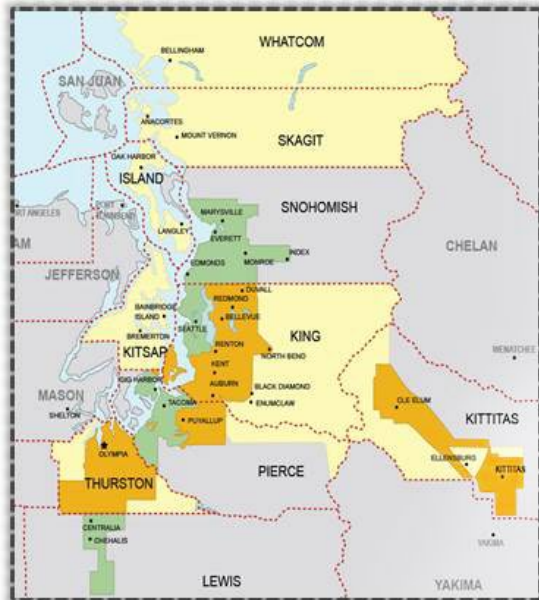 WHATCOM
BELLINGHAM
SAN JUAN
ANACORTES
MOUNT VERNON
SKAGIT
OAK HARBOR
ISLAND
PORT ANGELES
PORT
TOWNSEND
SNOHOMISH
MARYSVILLE
EVERETT
LANGLEY
AM
CHELAN
MONROE
INDEX
EDMONDS
JEFFERSON
DUVALL
REDMOND
BAINBRIDGE
ISLAND
SEATTLE
BELLEVUE
KING
BREMERTON
RENTON
NORTH BEND
KITSAP
WENATCHEE
KENT
GIG HARBOR
AUBURN
BLACK DIAMOND
ENUMCLAW
MASON
SHELTON
TACOMA
CLE ELUM
KITTITAS
PUYALLUP
OLYMPIA
ELLENSBURG
KITTITAS
PIERCE
THURSTON
CENTRALIA
CHEHALIS
YAKIMA
LEWIS
YAKIMA